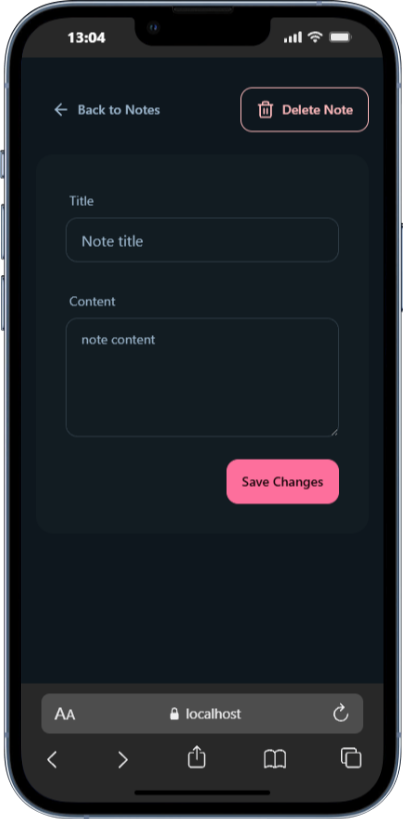 13:04
Back to Notes
Delete Note
Title
Note title
Content
note content
Save Changes
AA
localhost